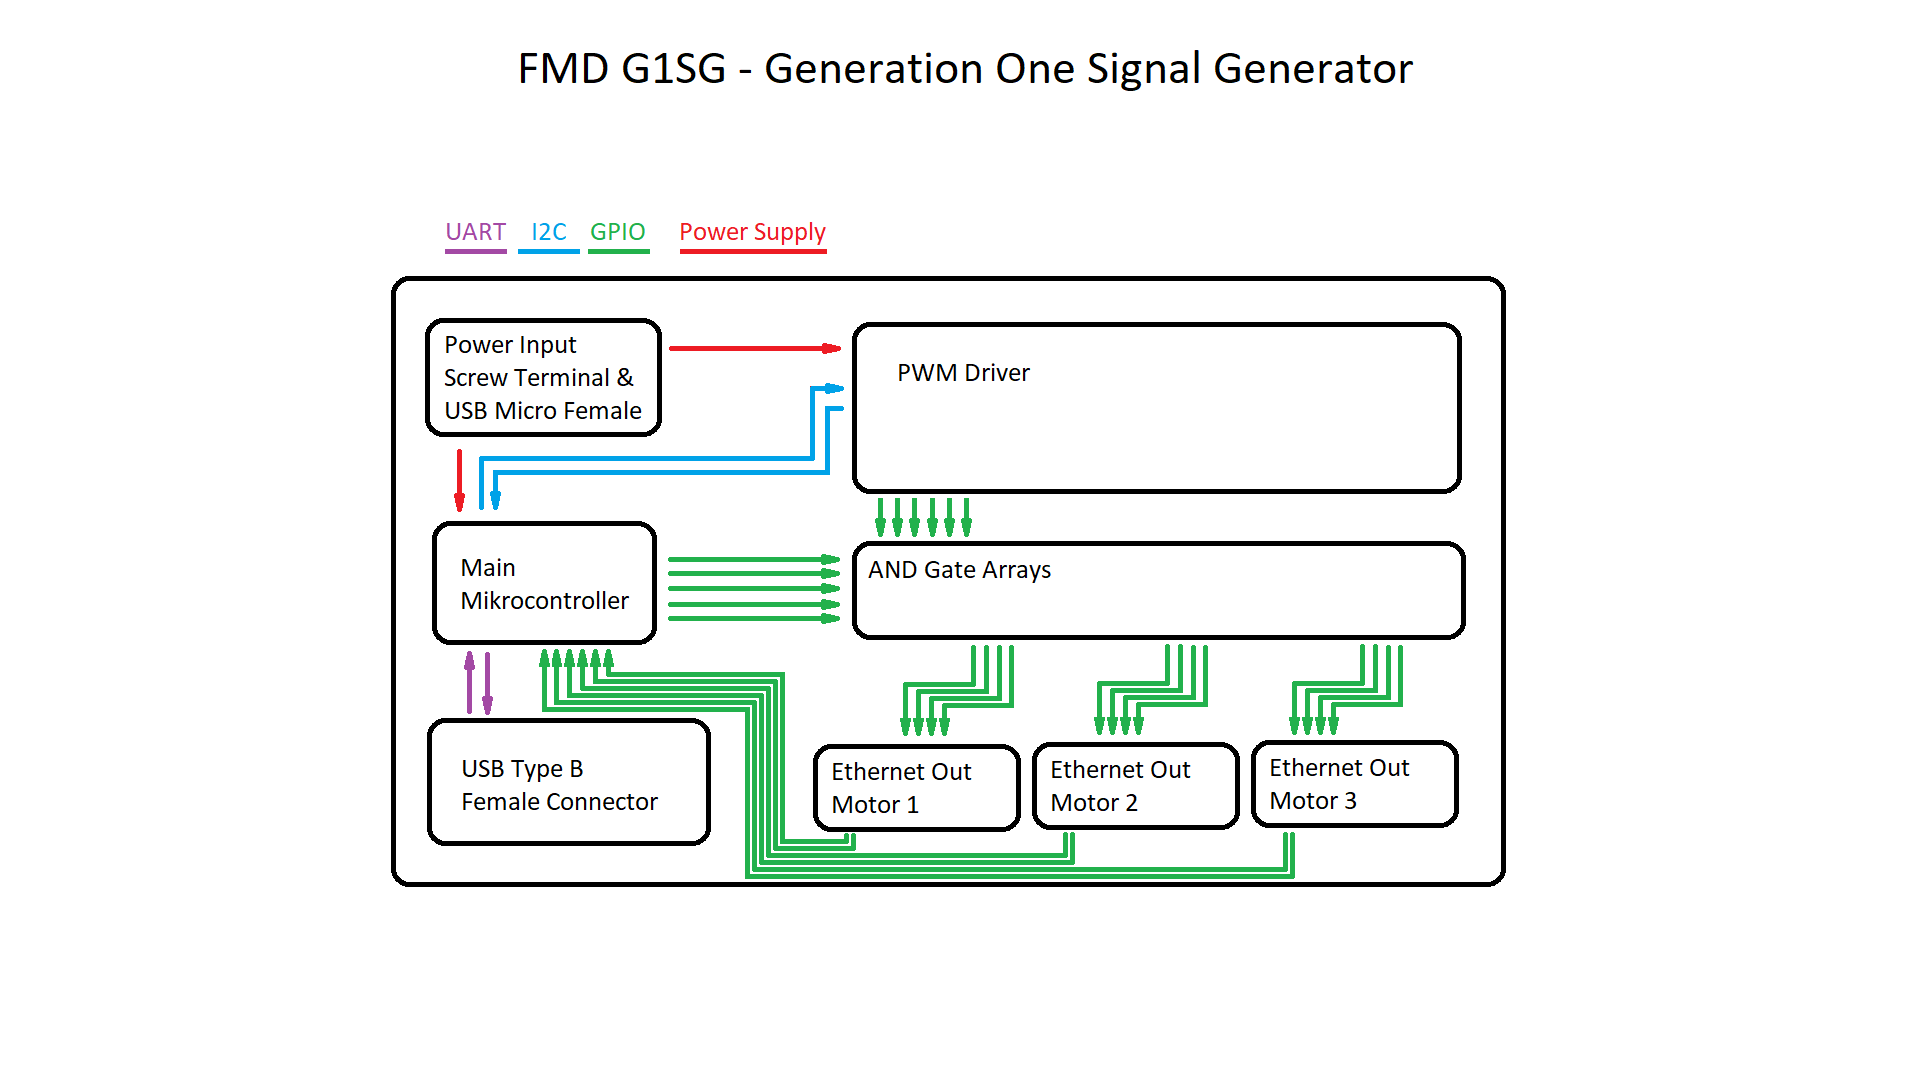 FMD G1SG - Generation One Signal Generator
UART I2C GPIO Power Supply
Power Input
Screw Terminal &
USB Micro Female
PWM Driver
Main
Mikrocontroller
AND Gate Arrays
USB Type B
Female Connector
Ethernet Out
Motor 1
Ethernet Out
Motor 2
Ethernet Out
Motor 3